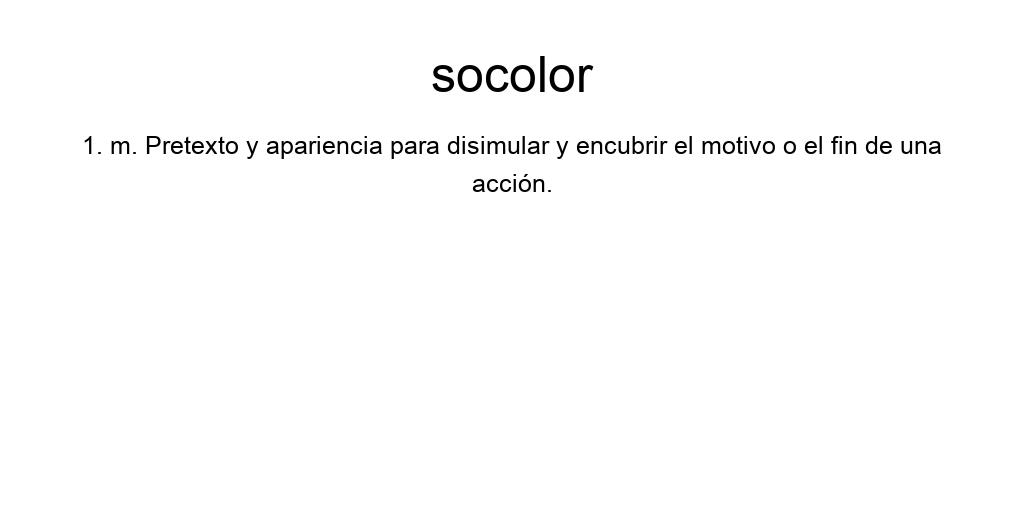 socolor
1. m. Pretexto y apariencia para disimular y encubrir el motivo o el fin de una
acción.